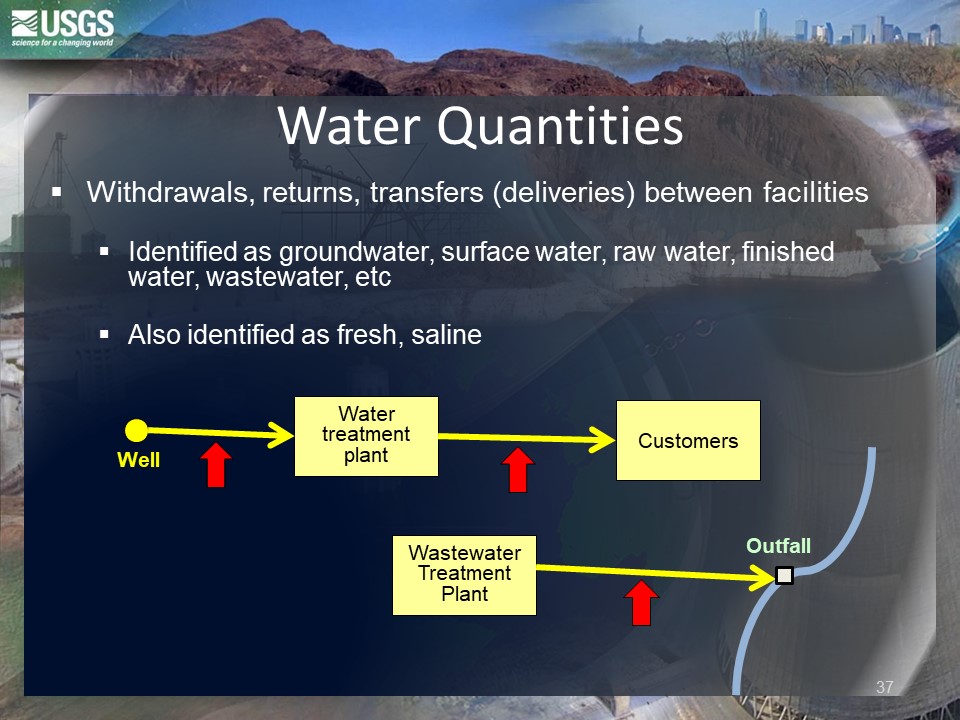 USGS
science for a changing world
Water Quantities
▪ Withdrawals, returns, transfers (deliveries) between facilities
▪ Identified as groundwater, surface water, raw water, finished
water, wastewater, etc
▪ Also identified as fresh, saline
Well
Water
treatment
plant
Customers
Wastewater
Treatment
Plant
Outfall
37